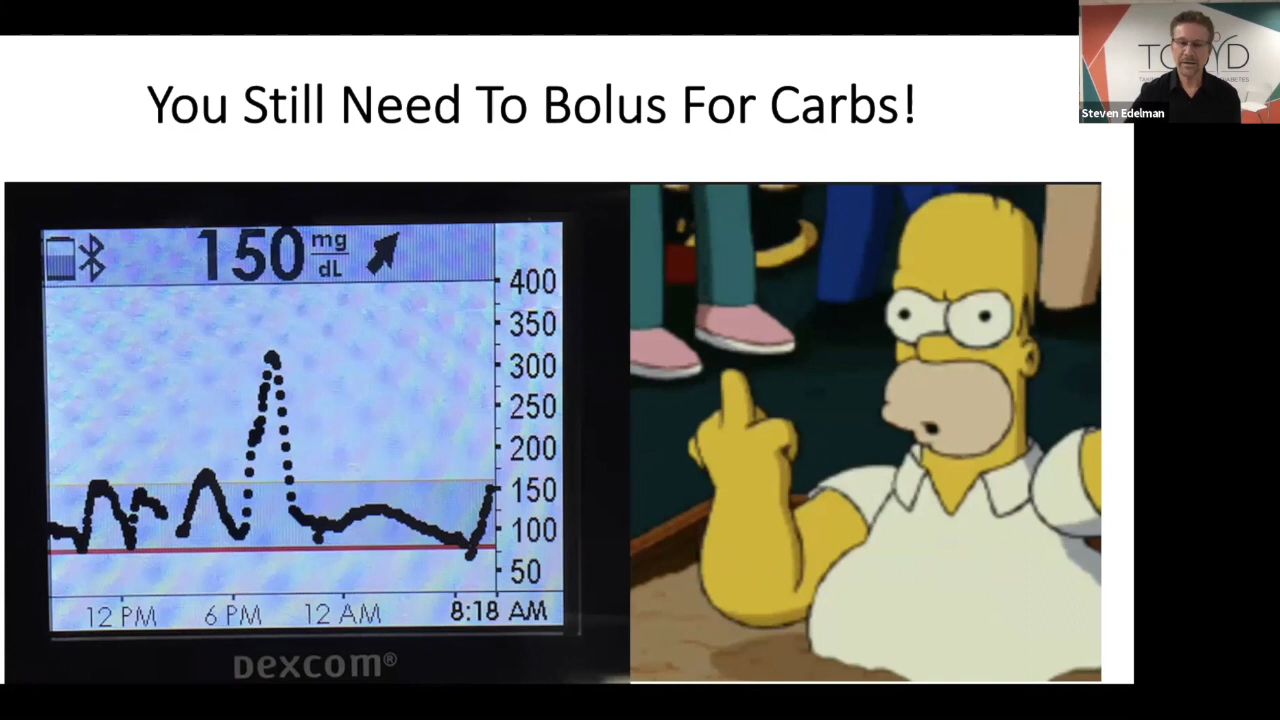 You Still Need To Bolus For Carbs!
TCOYD
Steven Edelman
150 mg
dL
400
350
300
250
200
150
100
50
12 PM 6 PM 12 AM 8:18 AM
Dexcom®